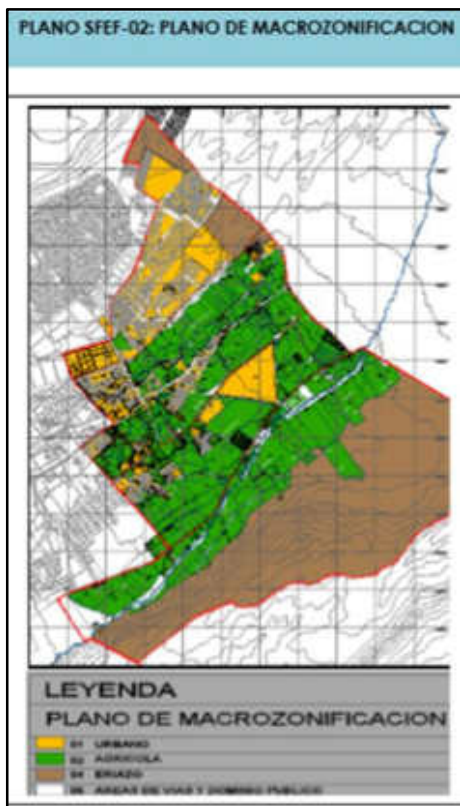 PLANO SFEF-02: PLANO DE MACROZONIFICACION
LEYENDA
PLANO DE MACROZONIFICACION
01 URBANO
02 AGRICOLA
04 ERIAZO
05 AREAS DE VIAS Y DOMINIO PUBLICO